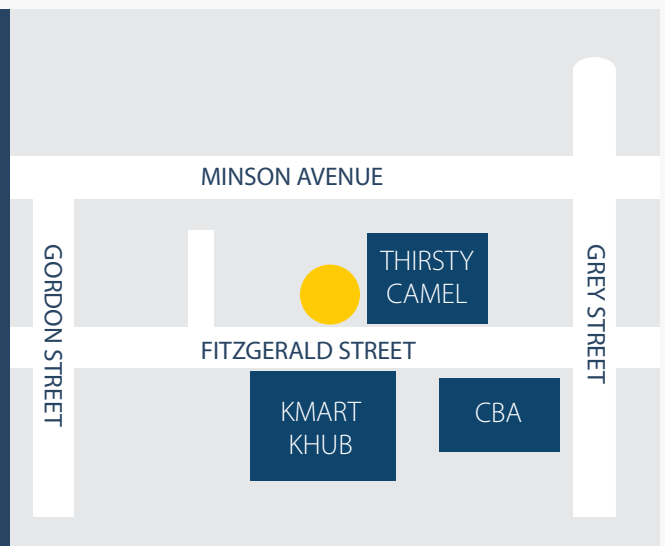 MINSON AVENUE
GORDON STREET
THIRSTY
CAMEL
GREY STREET
FITZGERALD STREET
KMART
KHUB
CBA